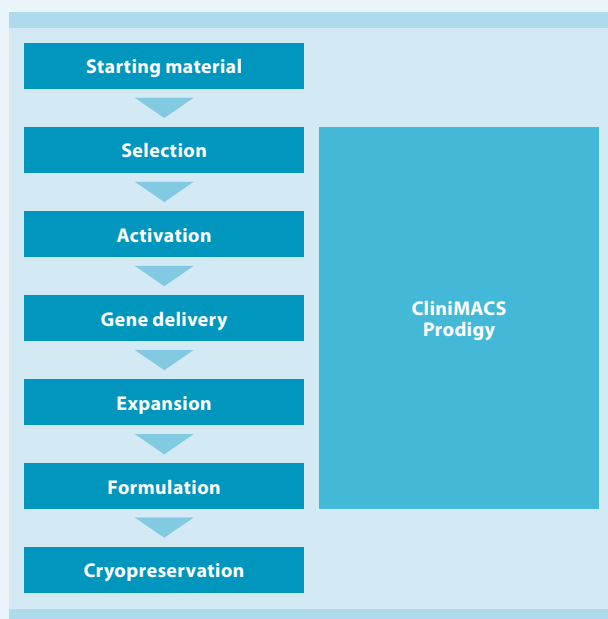 Starting material
Selection
Activation
Gene delivery
CliniMACS
Prodigy
Expansion
Formulation
Cryopreservation